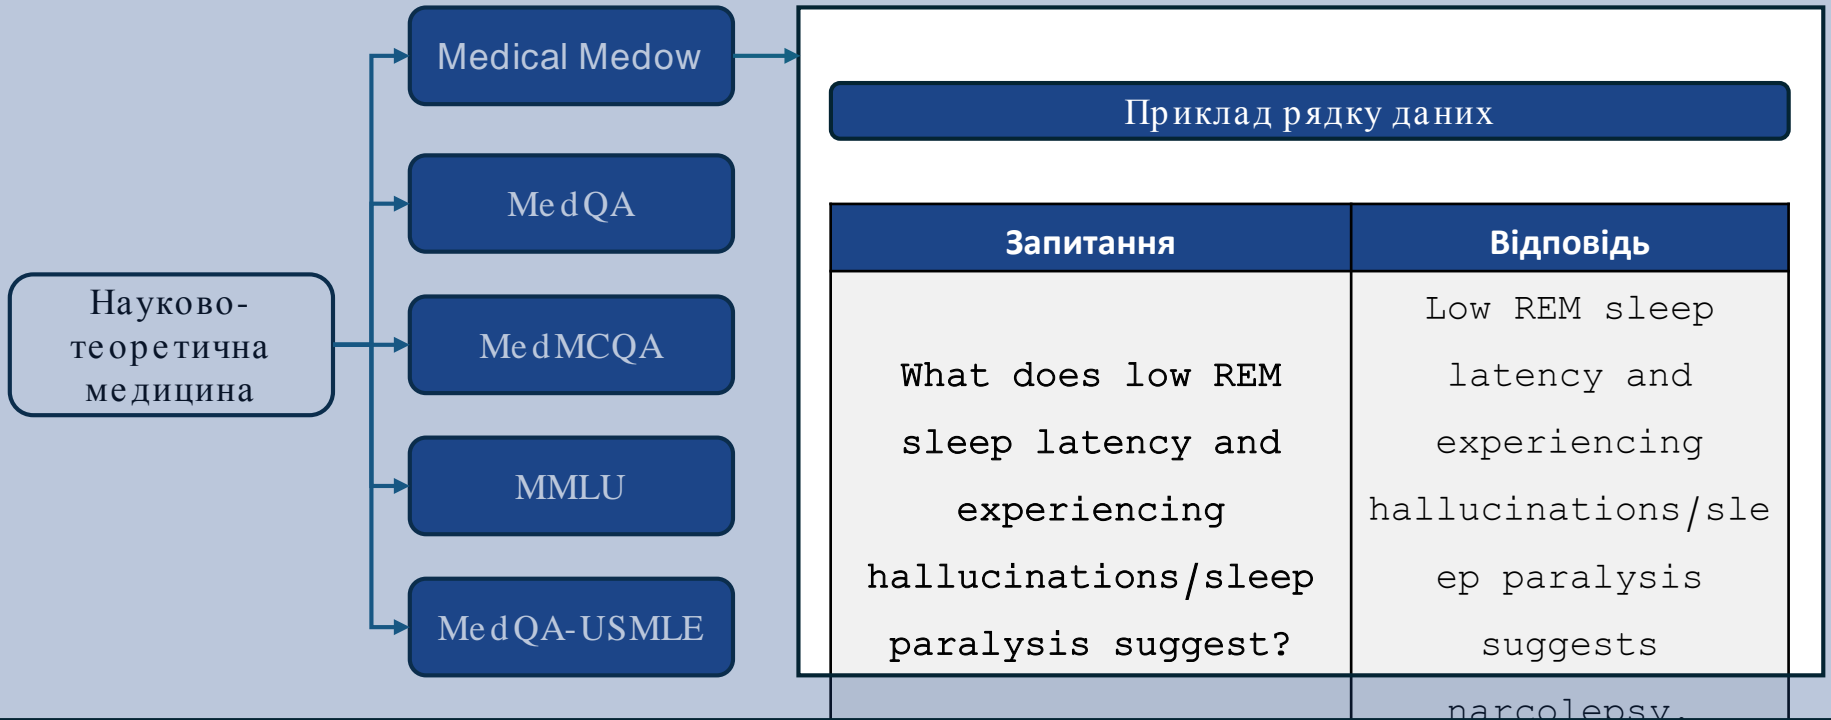 Medical Medow
MedQA
Науково-
теоретична
медицина
MedMCQA
MMLU
MedQA-USMLE
Приклад рядку даних
Запитання
Відповідь
What does low REM
sleep latency and
experiencing
hallucinations/sleep
paralysis suggest?
Low REM sleep
latency and
experiencing
hallucinations/sle
ep paralysis
suggests
narcolepsy.